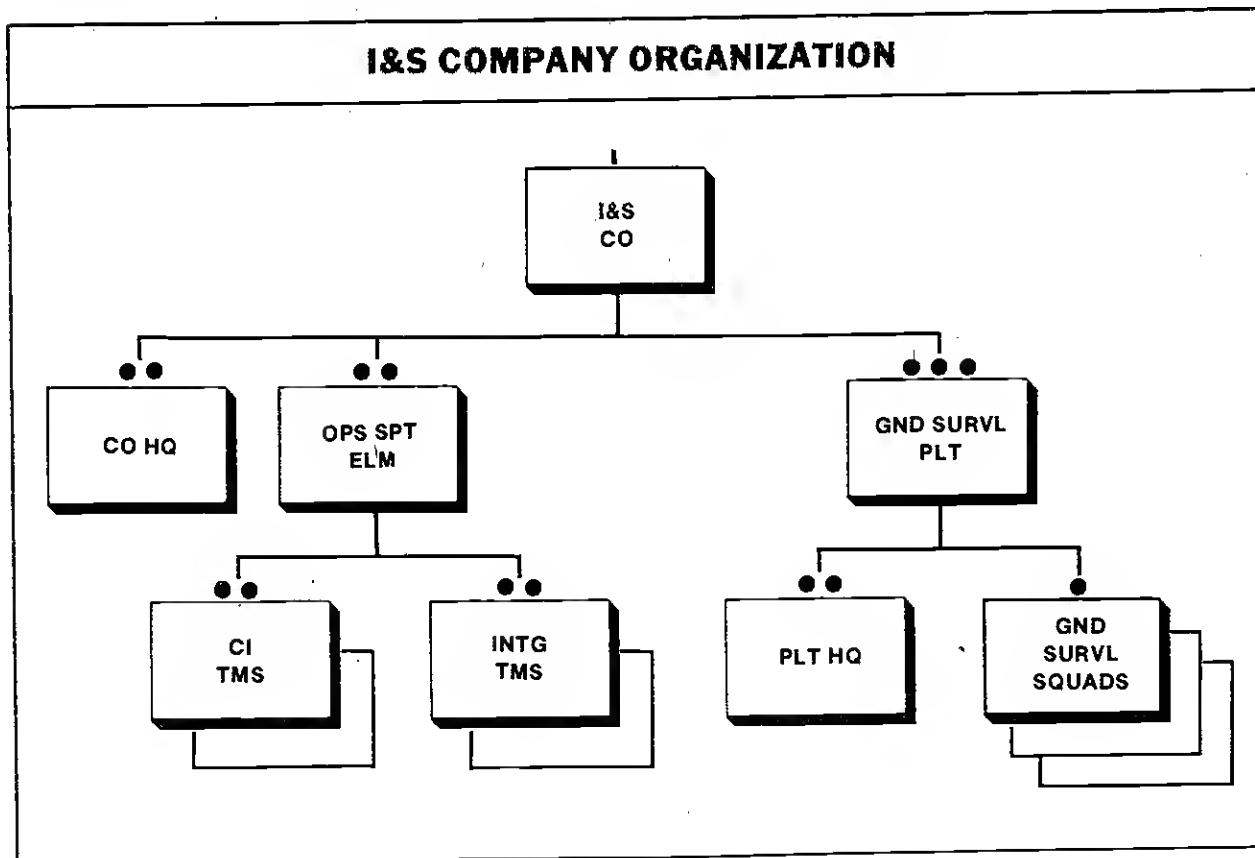 I&S COMPANY ORGANIZATION
I&S
CO
CO HQ
OPS SPT
ELM
GND SURVL
PLT
CI
TMS
INTG
TMS
PLT HQ
GND
SURVL
SQUADS